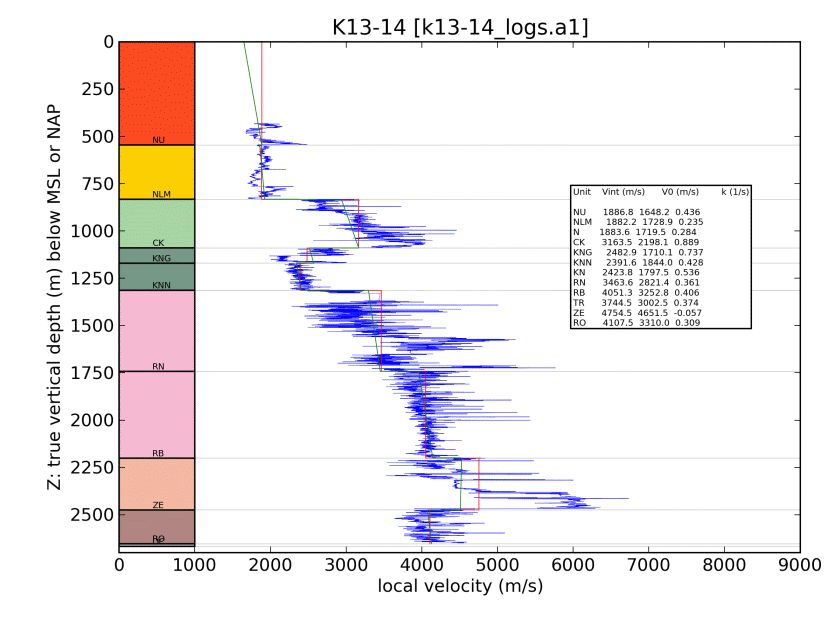 K13-14 [k13-14_logs.a1]
Z: true vertical depth (m) below MSL or NAP
0
250
500
750
1000
1250
1500
1750
2000
2250
2500
NU
NLM
CK
KNG
KNN
RN
RB
ZE
RO
Unit Vint (m/s) V0 (m/s) k (1/s)
NU 1886.8 1648.2 0.436
NLM 1882.2 1728.9 0.235
N 1883.6 1719.5 0.284
CK 3163.5 2198.1 0.889
KNG 2482.9 1710.1 0.737
KNN 2391.6 1844.0 0.428
KN 2423.8 1797.5 0.536
RN 3463.6 2821.4 0.361
RB 4051.3 3252.8 0.406
TR 3744.5 3002.5 0.374
ZE 4754.5 4651.5 -0.057
RO 4107.5 3310.0 0.309
0 1000 2000 3000 4000 5000 6000 7000 8000 9000
local velocity (m/s)